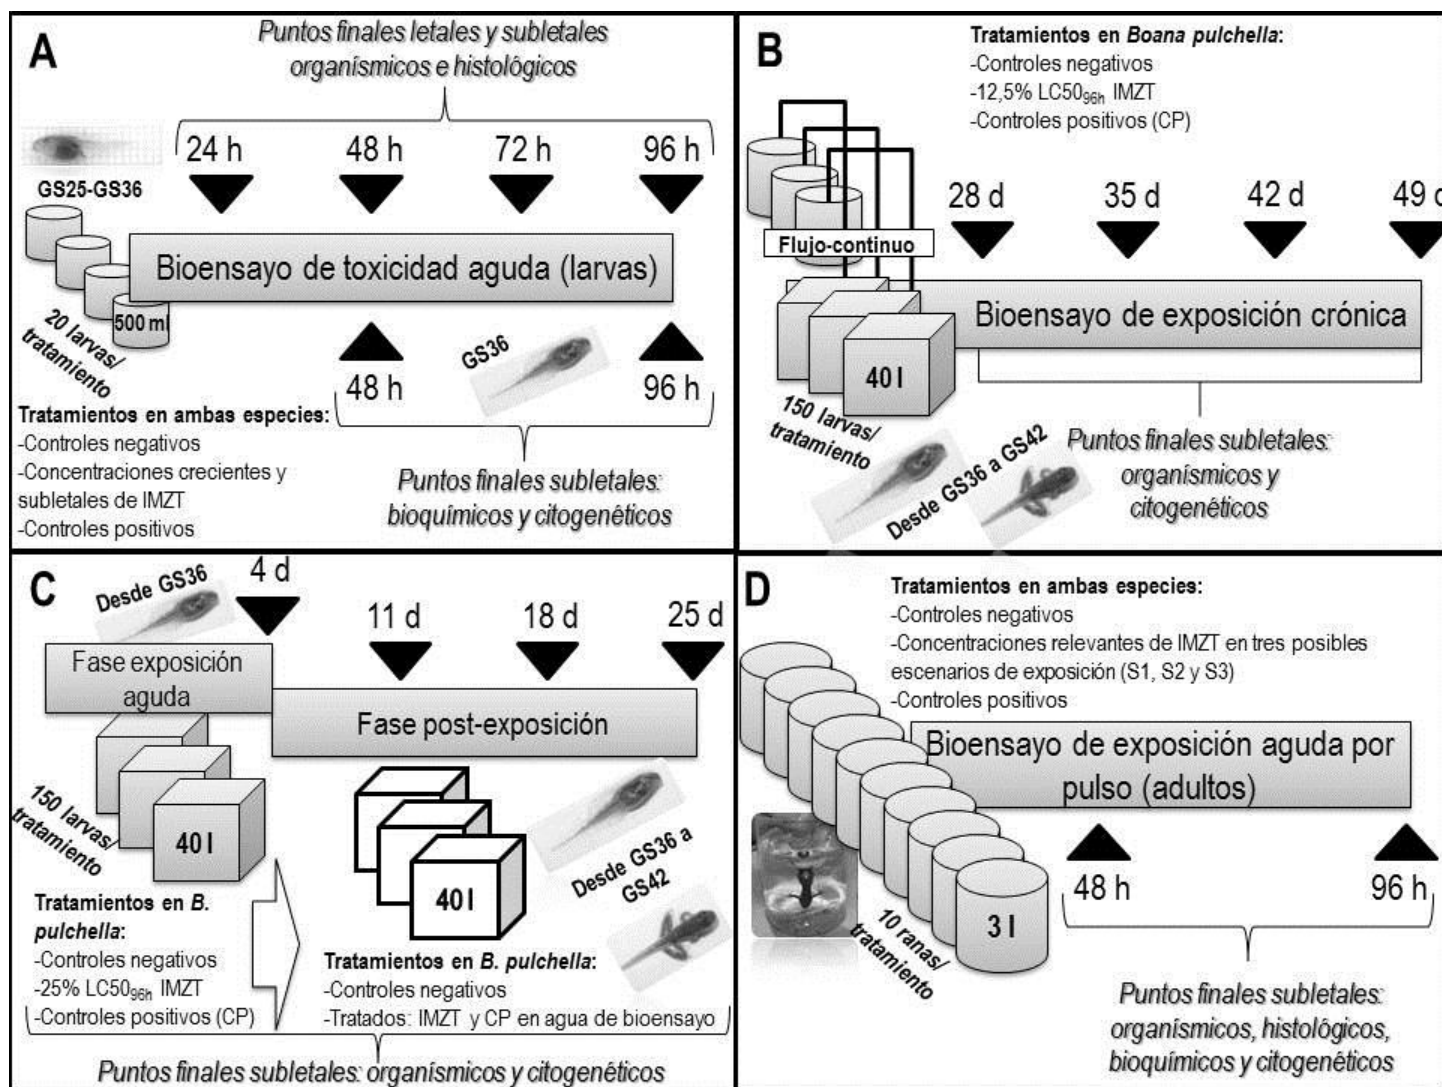 A
Puntos finales letales y subletales
organísmicos e histológicos
24 h
48 h
72 h
96 h
GS25-GS36
Bioensayo de toxicidad aguda (larvas)
500 ml
20 larvas/
tratamiento
GS36
48 h
96 h
Tratamientos en ambas especies:
-Controles negativos
-Concentraciones crecientes y
subletales de IMZT
-Controles positivos
Puntos finales subletales:
bioquímicos y citogenéticos
B
Tratamientos en Boana pulchella:
-Controles negativos
-12,5% LC5096h IMZT
-Controles positivos (CP)
28 d
35 d
42 d
49 d
Flujo-continuo
Bioensayo de exposición crónica
40 l
150 larvas/
tratamiento
Desde GS36 a GS42
Puntos finales subletales:
organísmicos y
citogenéticos
C
Desde GS36
4 d
11 d
18 d
25 d
Fase exposición
aguda
Fase post-exposición
150 larvas/
tratamiento
40 l
40 l
Desde GS36 a
GS42
Tratamientos en B.
pulchella:
-Controles negativos
-25% LC5096h IMZT
-Controles positivos (CP)
Tratamientos en B. pulchella:
-Controles negativos
-Tratados: IMZT y CP en agua de bioensayo
Puntos finales subletales: organísmicos y citogenéticos
D
Tratamientos en ambas especies:
-Controles negativos
-Concentraciones relevantes de IMZT en tres posibles
escenarios de exposición (S1, S2 y S3)
-Controles positivos
Bioensayo de exposición aguda por
pulso (adultos)
10 ranas/
tratamiento
3 l
48 h
96 h
Puntos finales subletales:
organísmicos, histológicos,
bioquímicos y citogenéticos